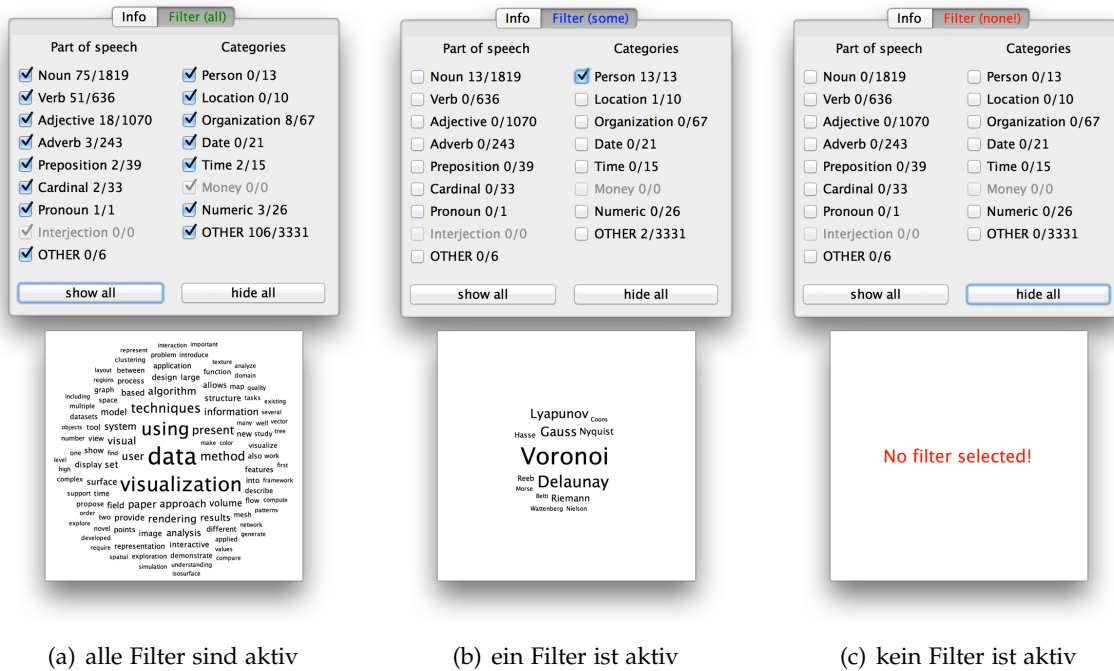 Info Filter (all)
Part of speech Categories
Noun 75/1819 Person 0/13
Verb 51/636 Location 0/10
Adjective 18/1070 Organization 8/67
Adverb 3/243 Date 0/21
Preposition 2/39 Time 2/15
Cardinal 2/33 Money 0/0
Pronoun 1/1 Numeric 3/26
Interjection 0/0 OTHER 106/3331
OTHER 0/6
show all hide all
interaction important
represent
clustering problem introduce
texture
layout between application function analyze
regions process design large domain
graph based algorithm allows map quality
including space structure tasks existing
multiple model techniques information several
datasets
objects tool system using present many well vector
number view visual new study tree
make color
one show find user data method visualize
level also work
high display set features first
complex surface visualization into framework
support time describe
propose field paper approach volume flow compute
order patterns
explore two provide rendering results mesh
novel points image analysis different network
developed applied generate
require representation interactive values
spatial exploration demonstrate compare
simulation understanding
isosurface
(a) alle Filter sind aktiv
Info Filter (some)
Part of speech Categories
Noun 13/1819 Person 13/13
Verb 0/636 Location 1/10
Adjective 0/1070 Organization 0/67
Adverb 0/243 Date 0/21
Preposition 0/39 Time 0/15
Cardinal 0/33 Money 0/0
Pronoun 0/1 Numeric 0/26
Interjection 0/0 OTHER 2/3331
OTHER 0/6
show all hide all
Lyapunov Coons
Hasse Gauss Nyquist
Voronoi
Reeb Delaunay
Morse Betti Riemann
Wattenberg Nielson
(b) ein Filter ist aktiv
Info Filter (none!)
Part of speech Categories
Noun 0/1819 Person 0/13
Verb 0/636 Location 0/10
Adjective 0/1070 Organization 0/67
Adverb 0/243 Date 0/21
Preposition 0/39 Time 0/15
Cardinal 0/33 Money 0/0
Pronoun 0/1 Numeric 0/26
Interjection 0/0 OTHER 0/3331
OTHER 0/6
show all hide all
No filter selected!
(c) kein Filter ist aktiv